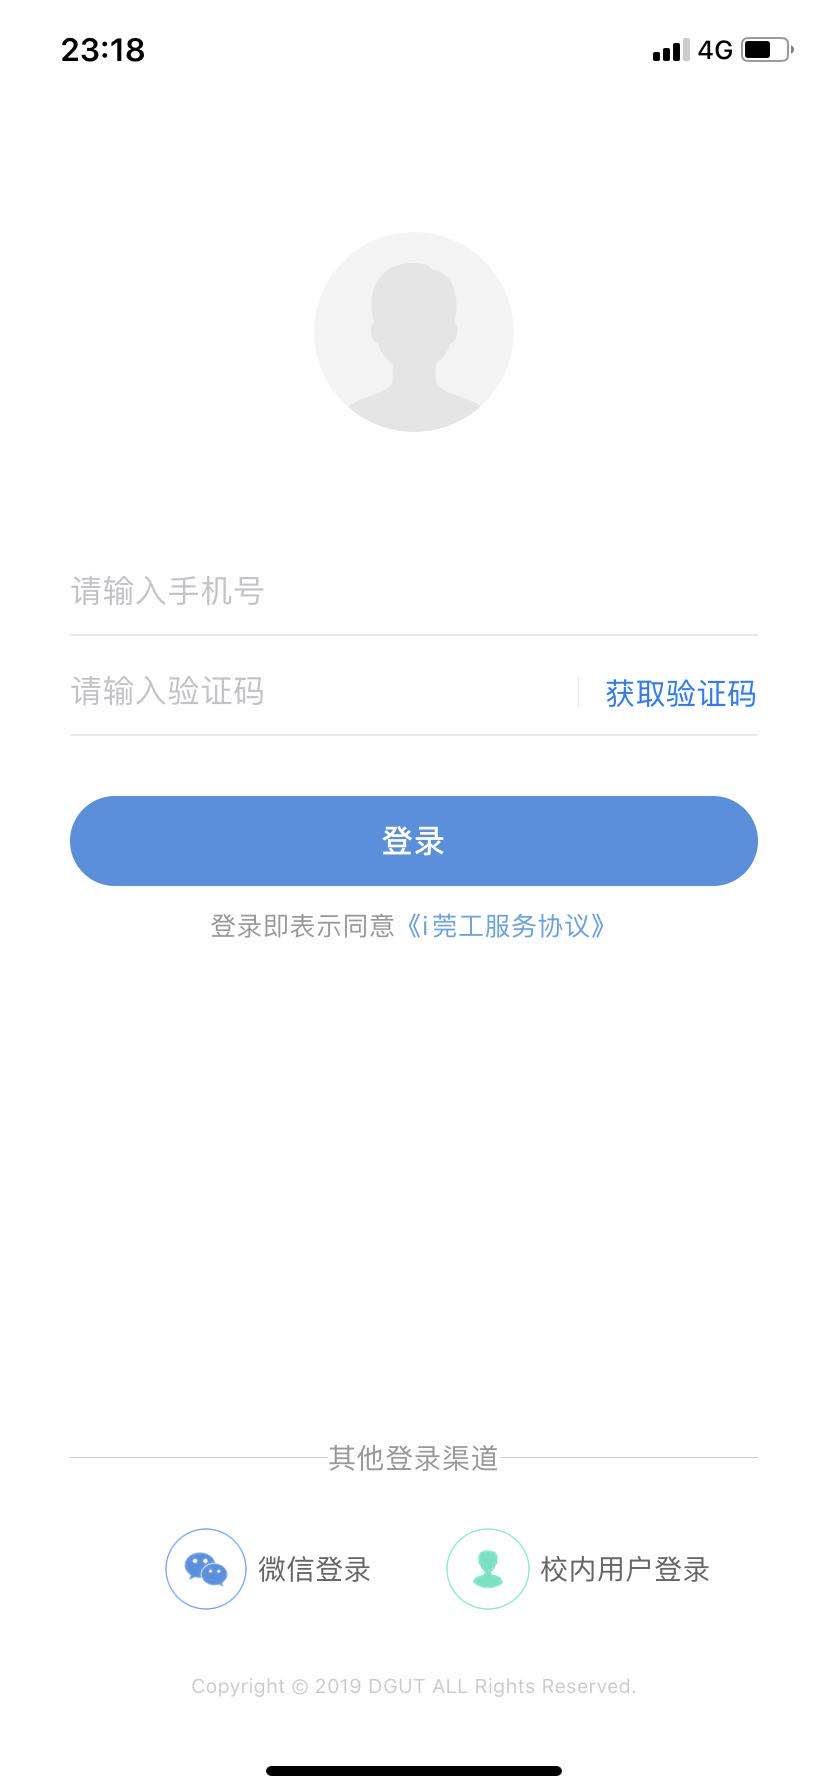 23:18 4G
请输入手机号
请输入验证码 获取验证码
登录
登录即表示同意《i莞工服务协议》
其他登录渠道
微信登录 校内用户登录
Copyright © 2019 DGUT ALL Rights Reserved.